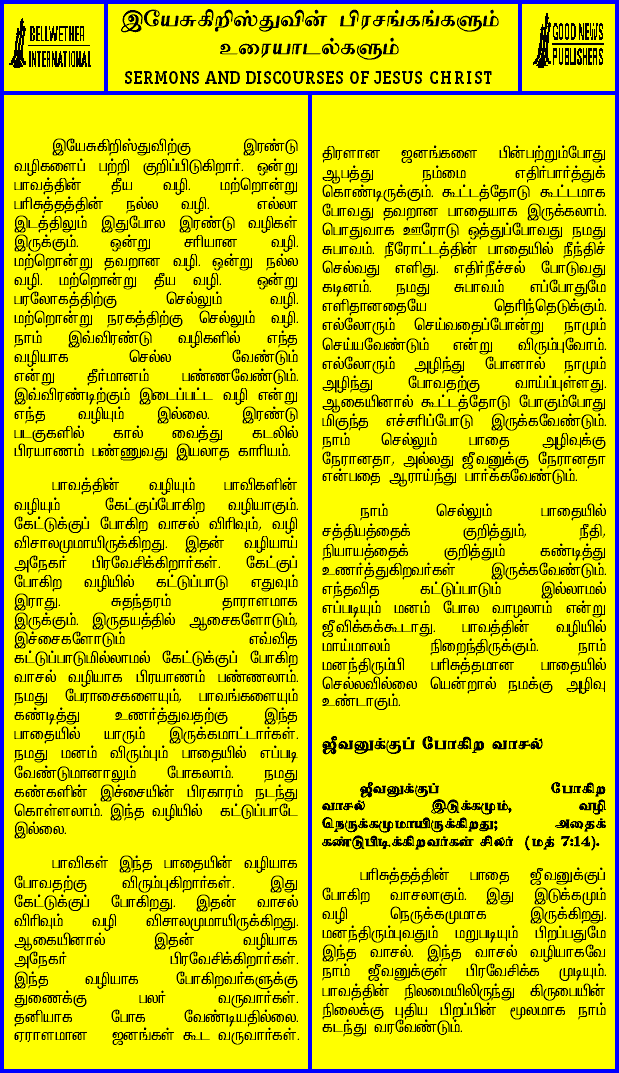 BELLWETHER
INTERNATIONAL
இயேசுகிறிஸ்துவின் பிரசங்கங்களும்
உரையாடல்களும்
SERMONS AND DISCOURSES OF JESUS CHRIST
GOOD NEWS
PUBLISHERS
இயேசுகிறிஸ்துவிற்கு இரண்டு
வழிகளைப் பற்றி குறிப்பிடுகிறார். ஒன்று
பாவத்தின் தீய வழி. மற்றொன்று
பரிசுத்தத்தின் நல்ல வழி. எல்லா
இடத்திலும் இதுபோல இரண்டு வழிகள்
இருக்கும். ஒன்று சரியான வழி.
மற்றொன்று தவறான வழி. ஒன்று நல்ல
வழி. மற்றொன்று தீய வழி. ஒன்று
பரலோகத்திற்கு செல்லும் வழி.
மற்றொன்று நரகத்திற்கு செல்லும் வழி.
நாம் இவ்விரண்டு வழிகளில் எந்த
வழியாக செல்ல வேண்டும்
என்று தீர்மானம் பண்ணவேண்டும்.
இவ்விரண்டிற்கும் இடைப்பட்ட வழி என்று
எந்த வழியும் இல்லை. இரண்டு
படகுகளில் கால் வைத்து கடலில்
பிரயாணம் பண்ணுவது இயலாத காரியம்.
பாவத்தின் வழியும் பாவிகளின்
வழியும் கேட்குப்போகிற வழியாகும்.
கேட்டுக்குப் போகிற வாசல் விரிவும், வழி
விசாலமுமாயிருக்கிறது. இதன் வழியாய்
அநேகர் பிரவேசிக்கிறார்கள். கேட்குப்
போகிற வழியில் கட்டுப்பாடு எதுவும்
இராது. சுதந்தரம் தாராளமாக
இருக்கும். இருதயத்தில் ஆசைகளோடும்,
இச்சைகளோடும் எவ்வித
கட்டுப்பாடுமில்லாமல் கேட்டுக்குப் போகிற
வாசல் வழியாக பிரயாணம் பண்ணலாம்.
நமது பேராசைகளையும், பாவங்களையும்
கண்டித்து உணர்த்துவதற்கு இந்த
பாதையில் யாரும் இருக்கமாட்டார்கள்.
நமது மனம் விரும்பும் பாதையில் எப்படி
வேண்டுமானாலும் போகலாம். நமது
கண்களின் இச்சையின் பிரகாரம் நடந்து
கொள்ளலாம். இந்த வழியில் கட்டுப்பாடே
இல்லை.
பாவிகள் இந்த பாதையின் வழியாக
போவதற்கு விரும்புகிறார்கள். இது
கேட்டுக்குப் போகிறது. இதன் வாசல்
விரிவும் வழி விசாலமுமாயிருக்கிறது.
ஆகையினால் இதன் வழியாக
அநேகர் பிரவேசிக்கிறார்கள்.
இந்த வழியாக போகிறவர்களுக்கு
துணைக்கு பலர் வருவார்கள்.
தனியாக போக வேண்டியதில்லை.
ஏராளமான ஜனங்கள் கூட வருவார்கள்.
திரளான ஜனங்களை பின்பற்றும்போது
ஆபத்து நம்மை எதிர்பார்த்துக்
கொண்டிருக்கும். கூட்டத்தோடு கூட்டமாக
போவது தவறான பாதையாக இருக்கலாம்.
பொதுவாக ஊரோடு ஒத்துப்போவது நமது
சுபாவம். நீரோட்டத்தின் பாதையில் நீந்திச்
செல்வது எளிது. எதிர்நீச்சல் போடுவது
கடினம். நமது சுபாவம் எப்போதுமே
எளிதானதையே தெரிந்தெடுக்கும்.
எல்லோரும் செய்வதைப்போன்று நாமும்
செய்யவேண்டும் என்று விரும்புவோம்.
எல்லோரும் அழிந்து போனால் நாமும்
அழிந்து போவதற்கு வாய்ப்புள்ளது.
ஆகையினால் கூட்டத்தோடு போகும்போது
மிகுந்த எச்சரிப்போடு இருக்கவேண்டும்.
நாம் செல்லும் பாதை அழிவுக்கு
நேரானதா, அல்லது ஜீவனுக்கு நேரானதா
என்பதை ஆராய்ந்து பார்க்கவேண்டும்.
நாம் செல்லும் பாதையில்
சத்தியத்தைக் குறித்தும், நீதி,
நியாயத்தைக் குறித்தும் கண்டித்து
உணர்த்துகிறவர்கள் இருக்கவேண்டும்.
எந்தவித கட்டுப்பாடும் இல்லாமல்
எப்படியும் மனம் போல வாழலாம் என்று
ஜீவிக்கக்கூடாது. பாவத்தின் வழியில்
மாய்மாலம் நிறைந்திருக்கும். நாம்
மனந்திரும்பி பரிசுத்தமான பாதையில்
செல்லவில்லை யென்றால் நமக்கு அழிவு
உண்டாகும்.
ஜீவனுக்குப் போகிற வாசல்
ஜீவனுக்குப் போகிற
வாசல் இடுக்கமும், வழி
நெருக்கமுமாயிருக்கிறது; அதைக்
கண்டுபிடிக்கிறவர்கள் சிலர் (மத் 7:14).
பரிசுத்தத்தின் பாதை ஜீவனுக்குப்
போகிற வாசலாகும். இது இடுக்கமும்
வழி நெருக்கமுமாக இருக்கிறது.
மனந்திரும்புவதும் மறுபடியும் பிறப்பதுமே
இந்த வாசல். இந்த வாசல் வழியாகவே
நாம் ஜீவனுக்குள் பிரவேசிக்க முடியும்.
பாவத்தின் நிலமையிலிருந்து கிருபையின்
நிலைக்கு புதிய பிறப்பின் மூலமாக நாம்
கடந்து வரவேண்டும்.